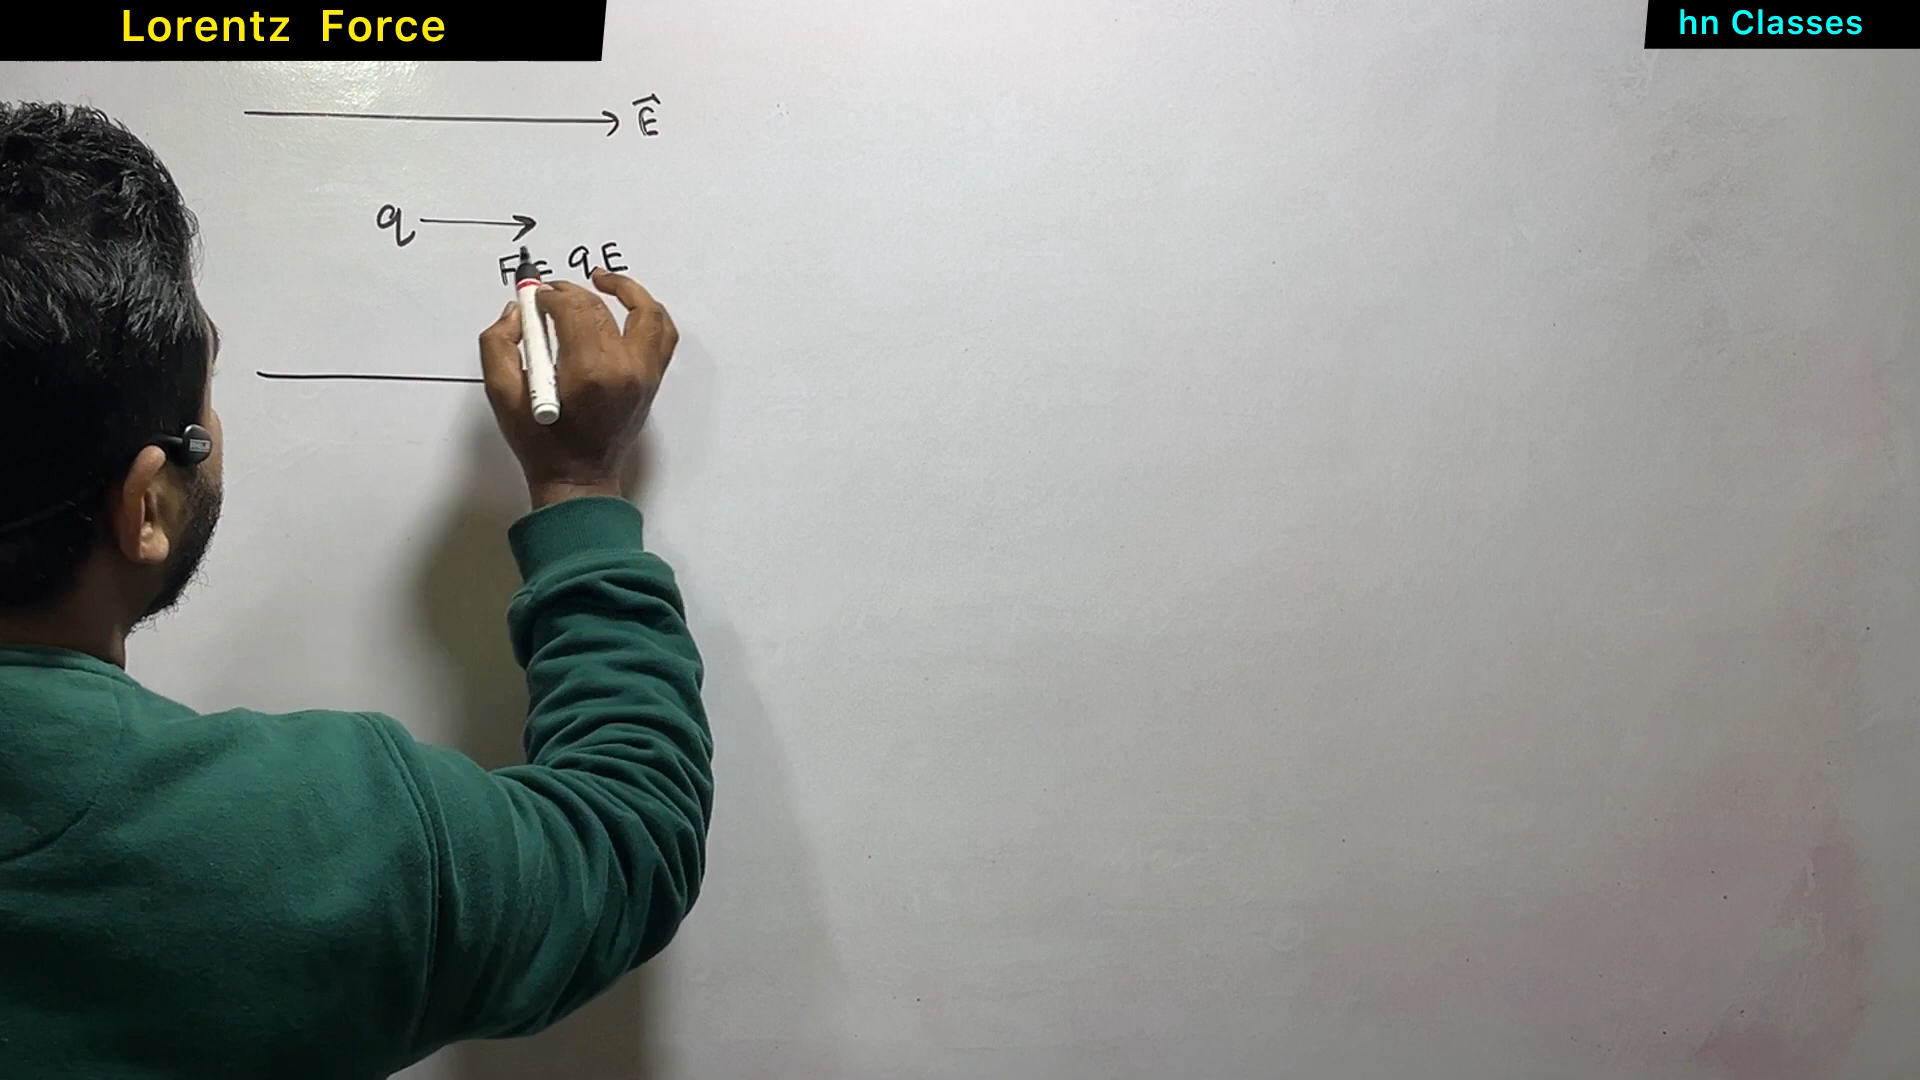 Lorentz Force
hn Classes
E⃗
q
F = qE